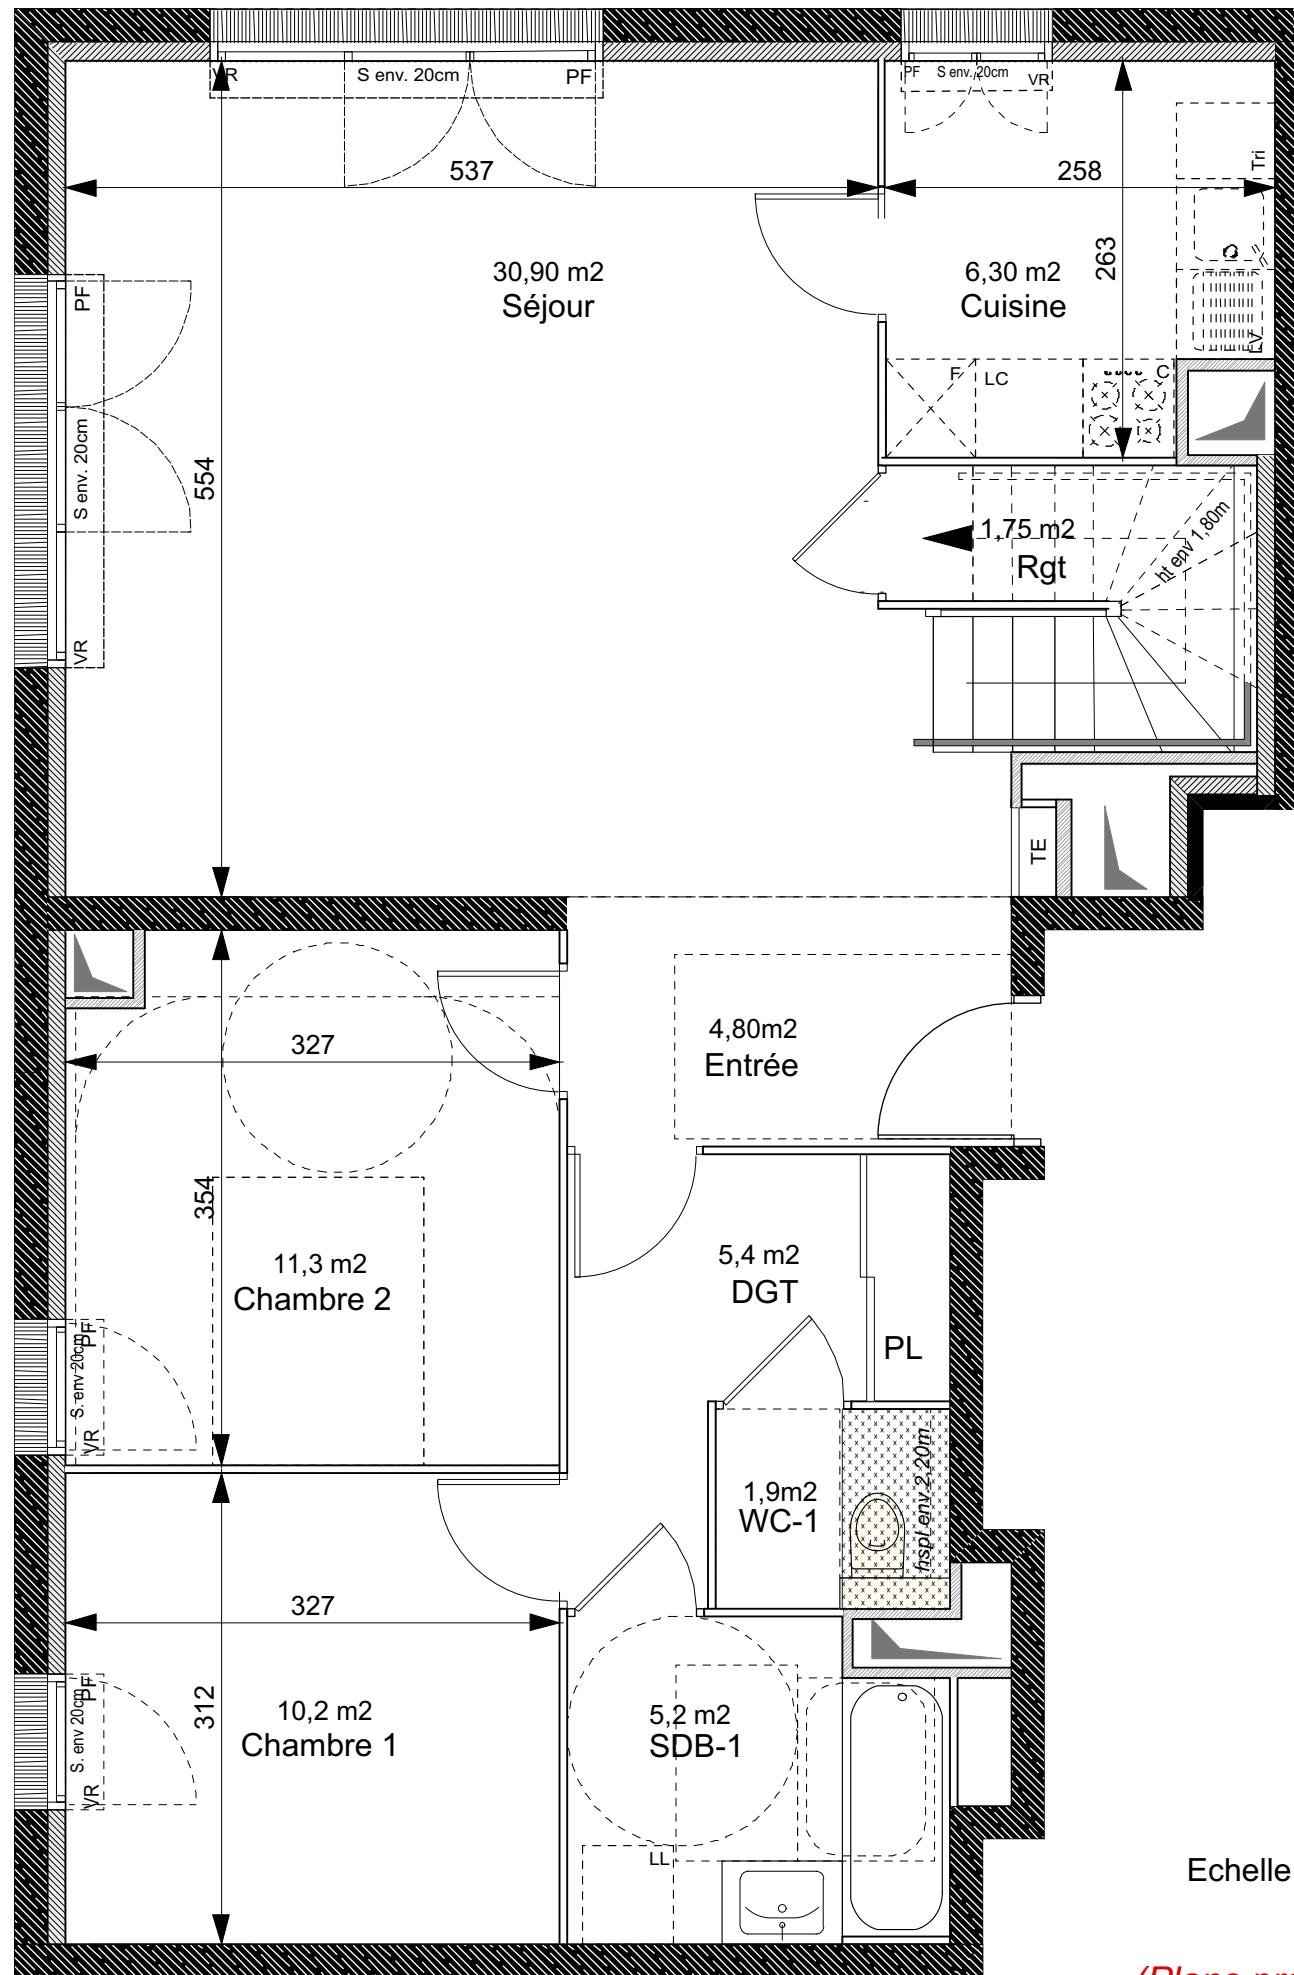 VR
S env. 20cm
PF
PF
S env. 20cm
VR
537
258
Tri
263
30,90 m2
Séjour
6,30 m2
Cuisine
PF
S env. 20cm
VR
554
LV
F
LC
C
1,75 m2
Rgt
ht env 1,80m
TE
327
4,80m2
Entrée
354
11,3 m2
Chambre 2
5,4 m2
DGT
PL
PF
S. env 20cm
VR
1,9m2
WC-1
hspl env 2,20m
327
312
10,2 m2
Chambre 1
5,2 m2
SDB-1
PF
S. env 20cm
VR
LL
Echelle